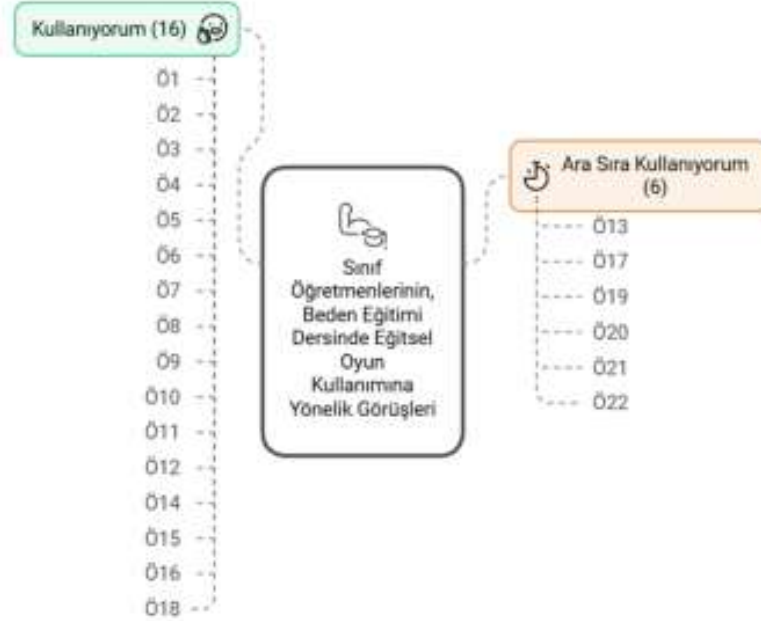 Kullanıyorum (16)
Ö1
Ö2
Ö3
Ö4
Ö5
Ö6
Ö7
Ö8
Ö9
Ö10
Ö11
Ö12
Ö14
Ö15
Ö16
Ö18
Sınıf
Öğretmenlerinin,
Beden Eğitimi
Dersinde Eğitsel
Oyun
Kullanımına
Yönelik Görüşleri
Ara Sıra Kullanıyorum
(6)
Ö13
Ö17
Ö19
Ö20
Ö21
Ö22